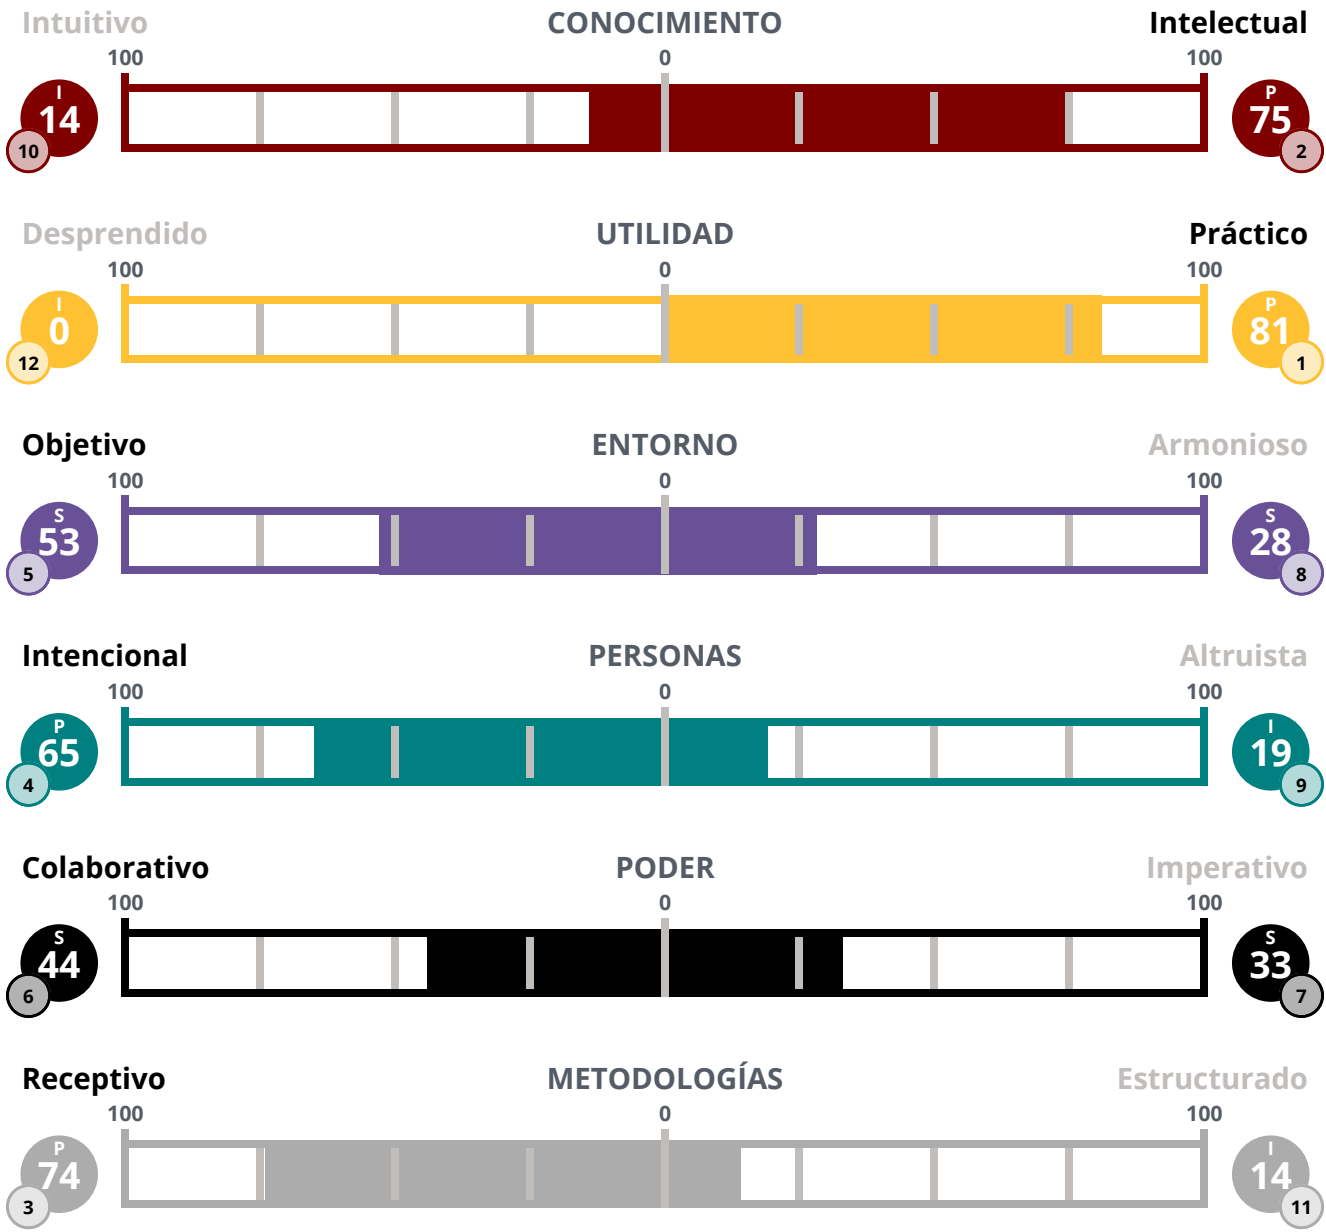 Intuitivo CONOCIMIENTO Intelectual
100 0 100
I P
14 75
10 2
Desprendido UTILIDAD Práctico
100 0 100
I P
0 81
12 1
Objetivo ENTORNO Armonioso
100 0 100
S S
53 28
5 8
Intencional PERSONAS Altruista
100 0 100
P I
65 19
4 9
Colaborativo PODER Imperativo
100 0 100
S S
44 33
6 7
Receptivo METODOLOGÍAS Estructurado
100 0 100
P I
74 14
3 11